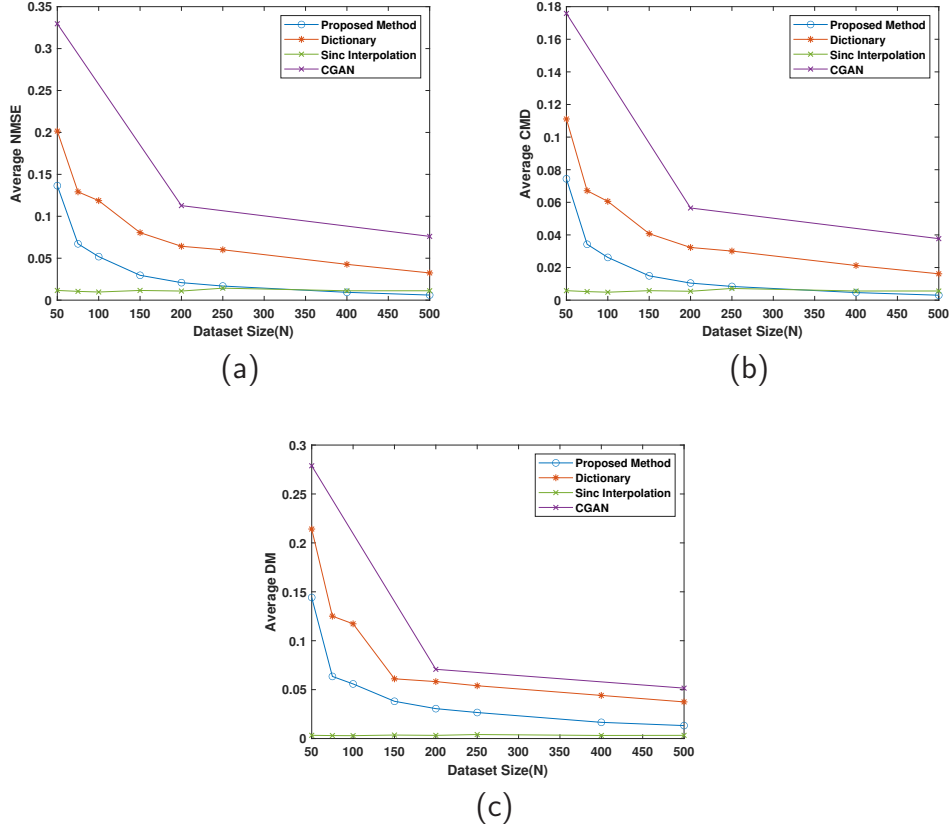 0.35
0.3
0.25
0.2
0.15
0.1
0.05
0
Average NMSE
50 100 150 200 250 300 350 400 450 500
Dataset Size(N)
Proposed Method
Dictionary
Sinc Interpolation
CGAN
(a)
0.18
0.16
0.14
0.12
0.1
0.08
0.06
0.04
0.02
0
Average CMD
50 100 150 200 250 300 350 400 450 500
Dataset Size(N)
Proposed Method
Dictionary
Sinc Interpolation
CGAN
(b)
0.3
0.25
0.2
0.15
0.1
0.05
0
Average DM
50 100 150 200 250 300 350 400 450 500
Dataset Size(N)
Proposed Method
Dictionary
Sinc Interpolation
CGAN
(c)